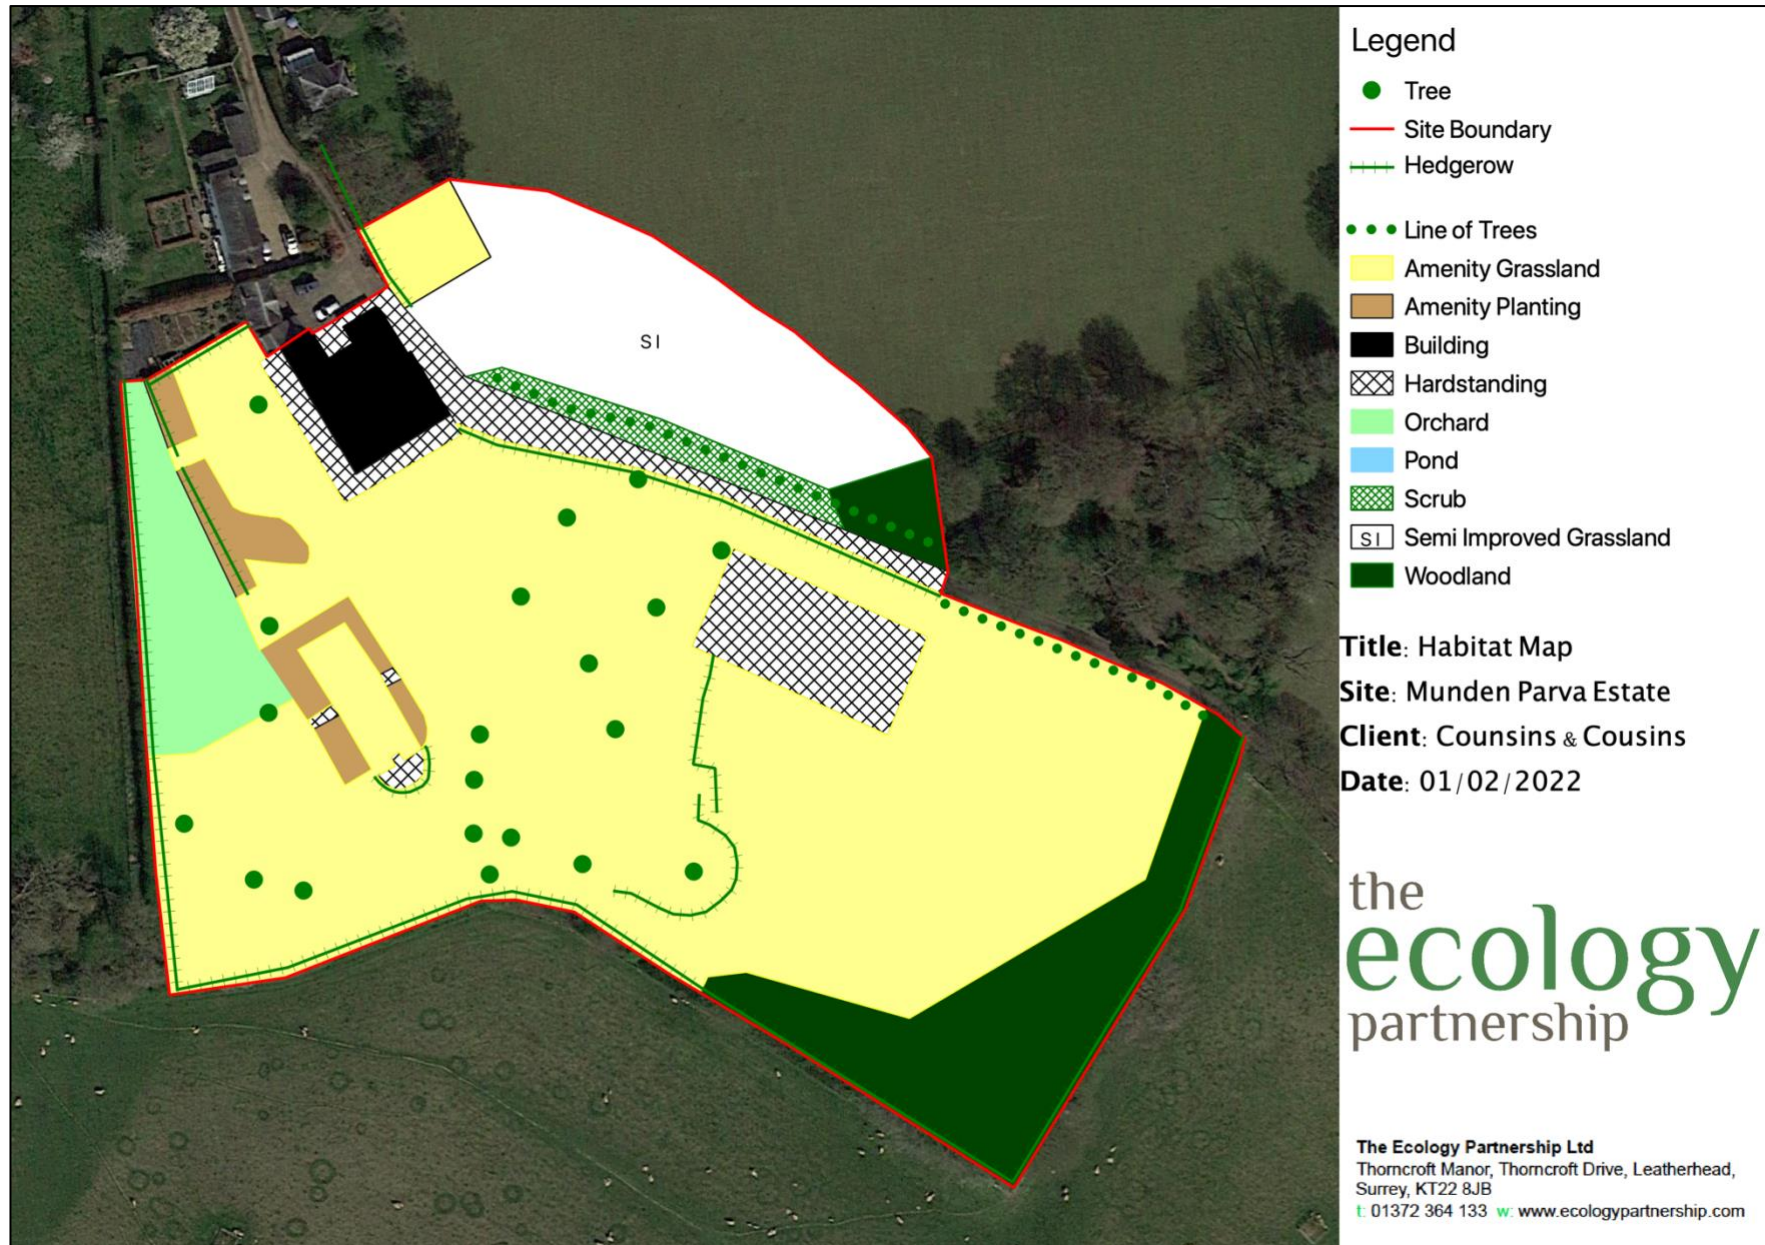 SI
Legend
Tree
Site Boundary
Hedgerow
Line of Trees
Amenity Grassland
Amenity Planting
Building
Hardstanding
Orchard
Pond
Scrub
SI Semi Improved Grassland
Woodland
Title: Habitat Map
Site: Munden Parva Estate
Client: Counsins & Cousins
Date: 01/02/2022
the
ecology
partnership
The Ecology Partnership Ltd
Thorncroft Manor, Thorncroft Drive, Leatherhead,
Surrey, KT22 8JB
t: 01372 364 133 w: www.ecologypartnership.com